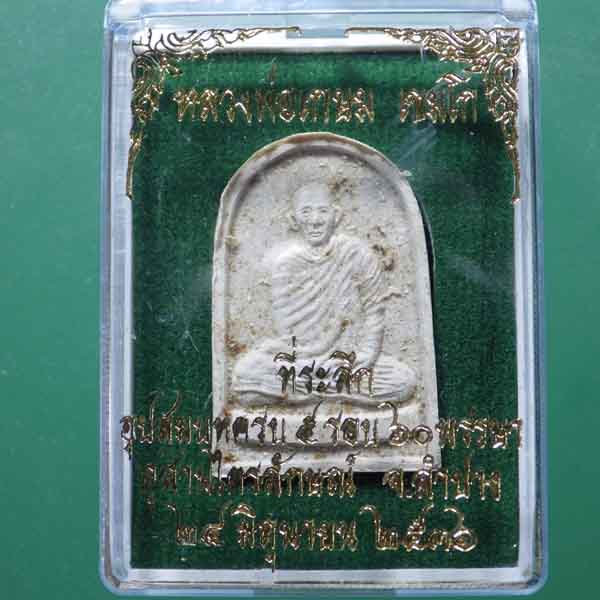 หลวงพ่อเกษม เขมโก
ที่ระลึก
อุปสมบทครบ ๕ รอบ ๖๐ พรรษา
สุสานไตรลักษณ์ จ.ลำปาง
๒๔ มิถุนายน ๒๕๓๖